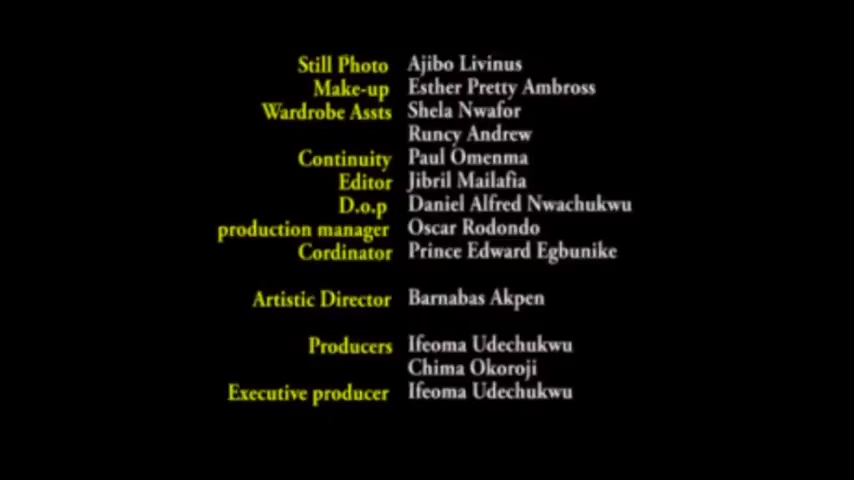 Still Photo Ajibo Livinus
Make-up Esther Pretty Ambross
Wardrobe Assts Shela Nwafor
Runcy Andrew
Continuity Paul Omenma
Editor Jibril Mailafia
D.o.p Daniel Alfred Nwachukwu
production manager Oscar Rodondo
Cordinator Prince Edward Egbunike
Artistic Director Barnabas Akpen
Producers Ifeoma Udechukwu
Chima Okoroji
Executive producer Ifeoma Udechukwu